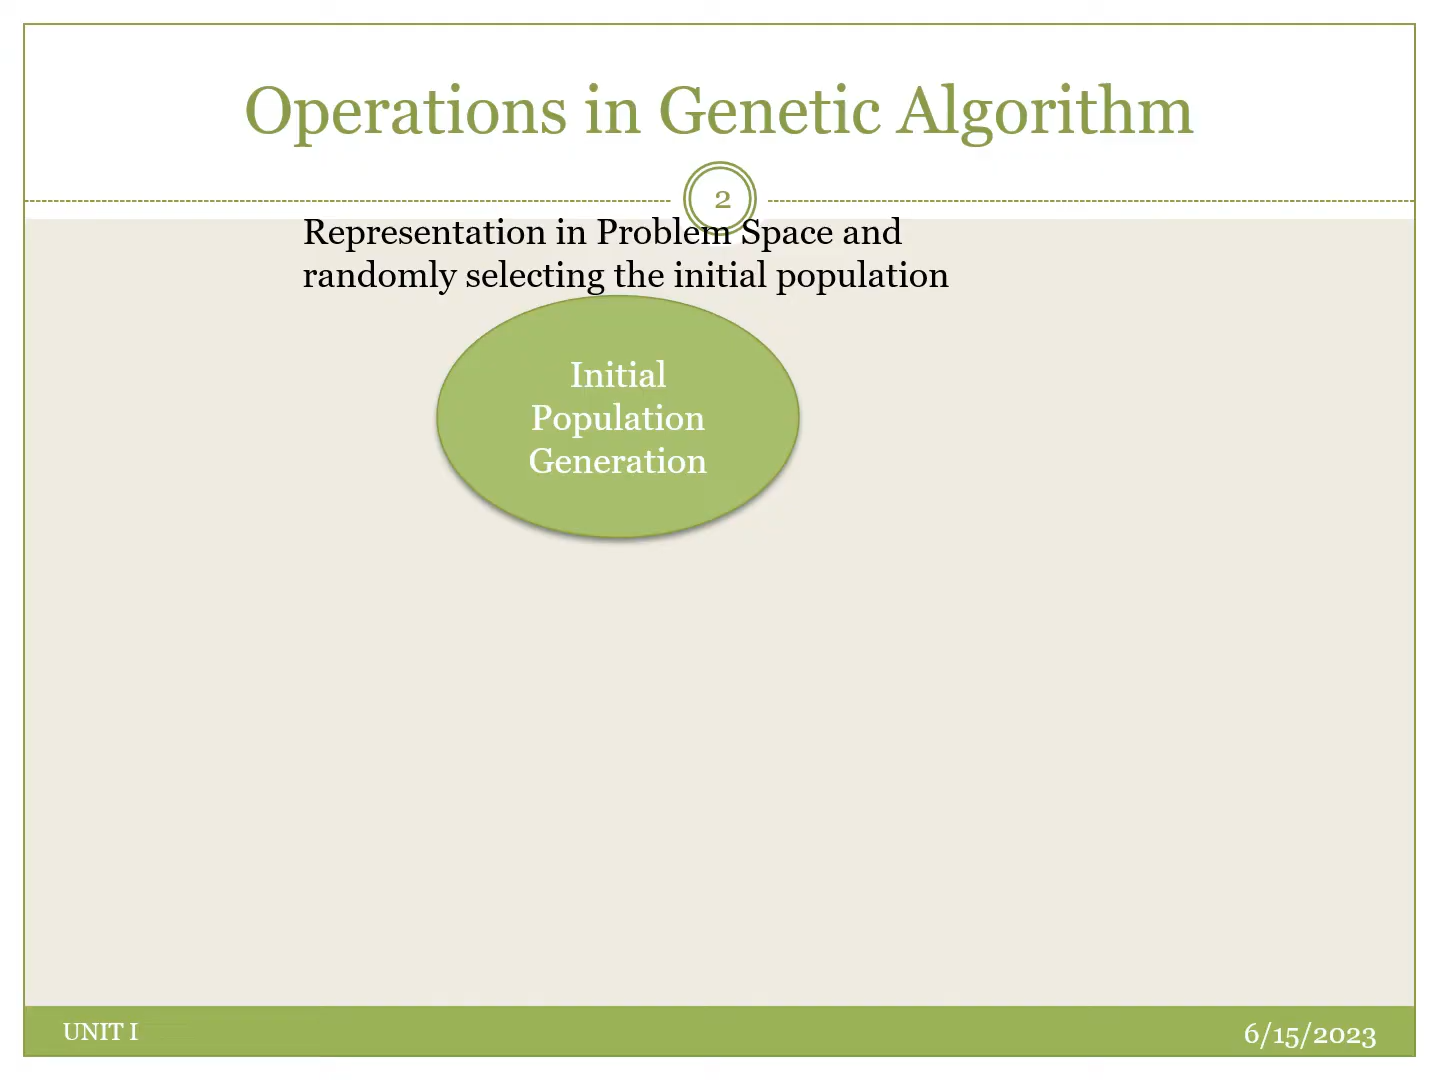 Operations in Genetic Algorithm
2
Representation in Problem Space and
randomly selecting the initial population
Initial
Population
Generation
UNIT I
6/15/2023